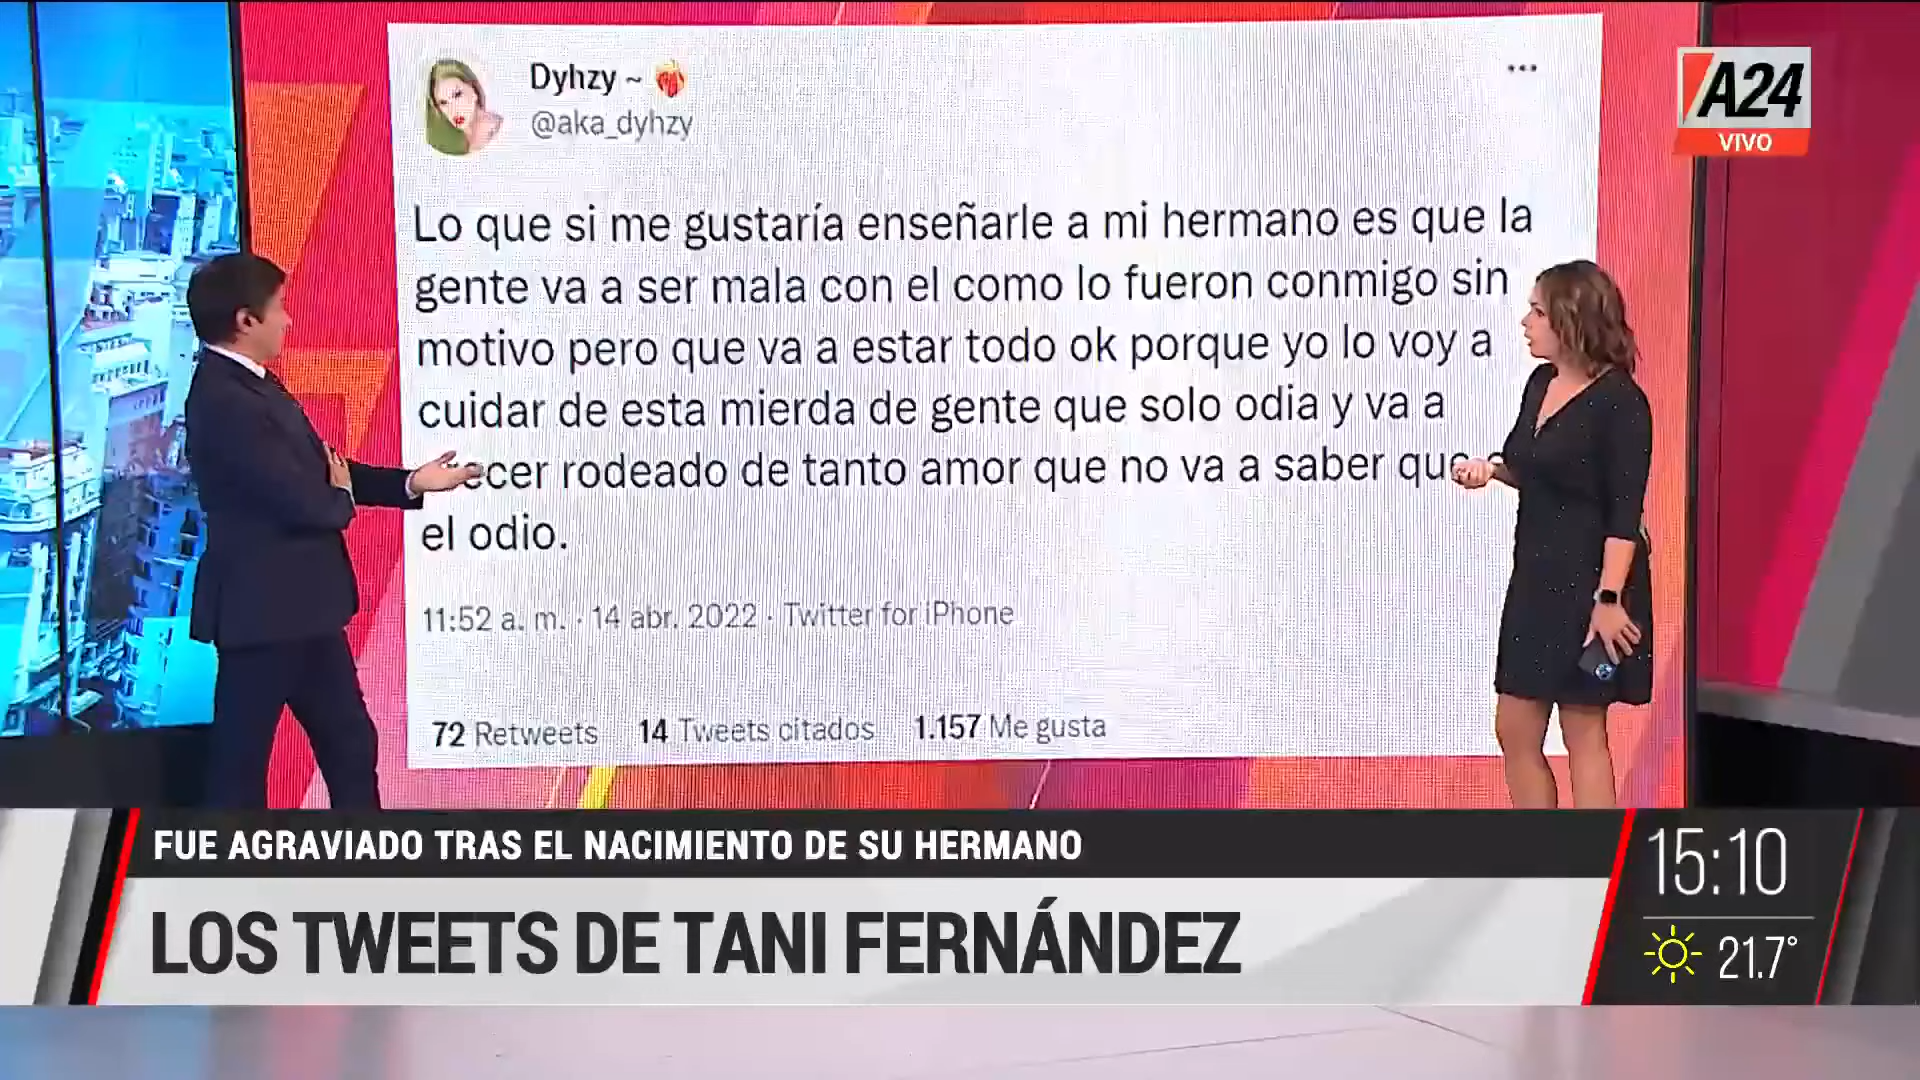 Dyhzy ~
@aka_dyhzy
A24
VIVO
Lo que si me gustaría enseñarle a mi hermano es que la
gente va a ser mala con el como lo fueron conmigo sin
motivo pero que va a estar todo ok porque yo lo voy a
cuidar de esta mierda de gente que solo odia y va a
rodeado de tanto amor que no va a saber
el odio.
11:52 a. m. · 14 abr. 2022 · Twitter for iPhone
72 Retweets 14 Tweets citados 1.157 Me gusta
FUE AGRAVIADO TRAS EL NACIMIENTO DE SU HERMANO
LOS TWEETS DE TANI FERNÁNDEZ
15:10
21.7°